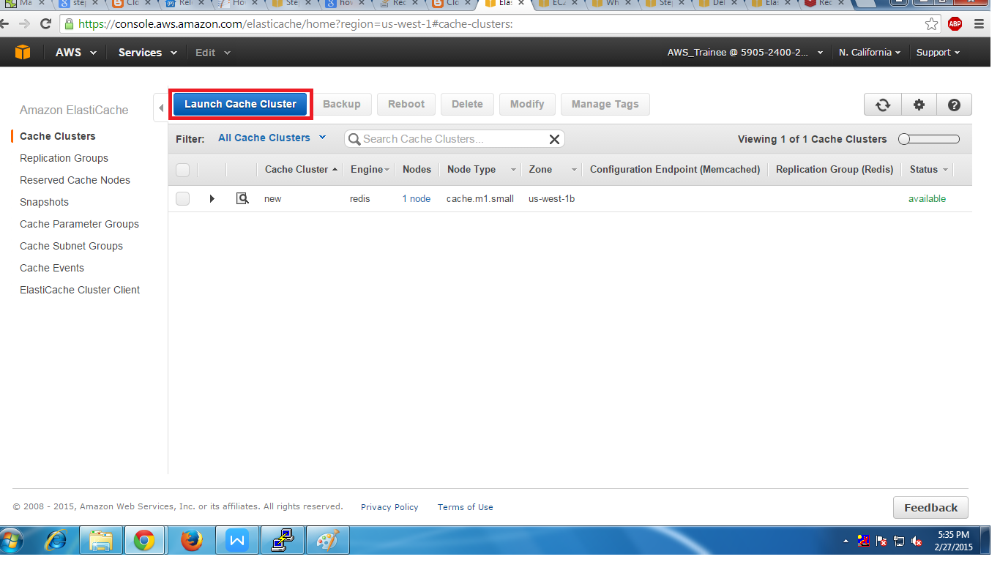 Ma
ste
Clo
Rel
Ho
Ste
how
Rec
Clo
Elas
EC2
Wh
Ste
Del
Elas
Rec
https://console.aws.amazon.com/elasticache/home?region=us-west-1#cache-clusters:
ABP
AWS
Services
Edit
AWS_Trainee @ 5905-2400-2...
N. California
Support
Amazon ElastiCache
Cache Clusters
Replication Groups
Reserved Cache Nodes
Snapshots
Cache Parameter Groups
Cache Subnet Groups
Cache Events
ElastiCache Cluster Client
Launch Cache Cluster
Backup
Reboot
Delete
Modify
Manage Tags
Filter: All Cache Clusters
Search Cache Clusters...
Viewing 1 of 1 Cache Clusters
Cache Cluster Engine Nodes Node Type Zone Configuration Endpoint (Memcached) Replication Group (Redis) Status
new redis 1 node cache.m1.small us-west-1b available
© 2008 - 2015, Amazon Web Services, Inc. or its affiliates. All rights reserved. Privacy Policy Terms of Use
Feedback
5:35 PM
2/27/2015